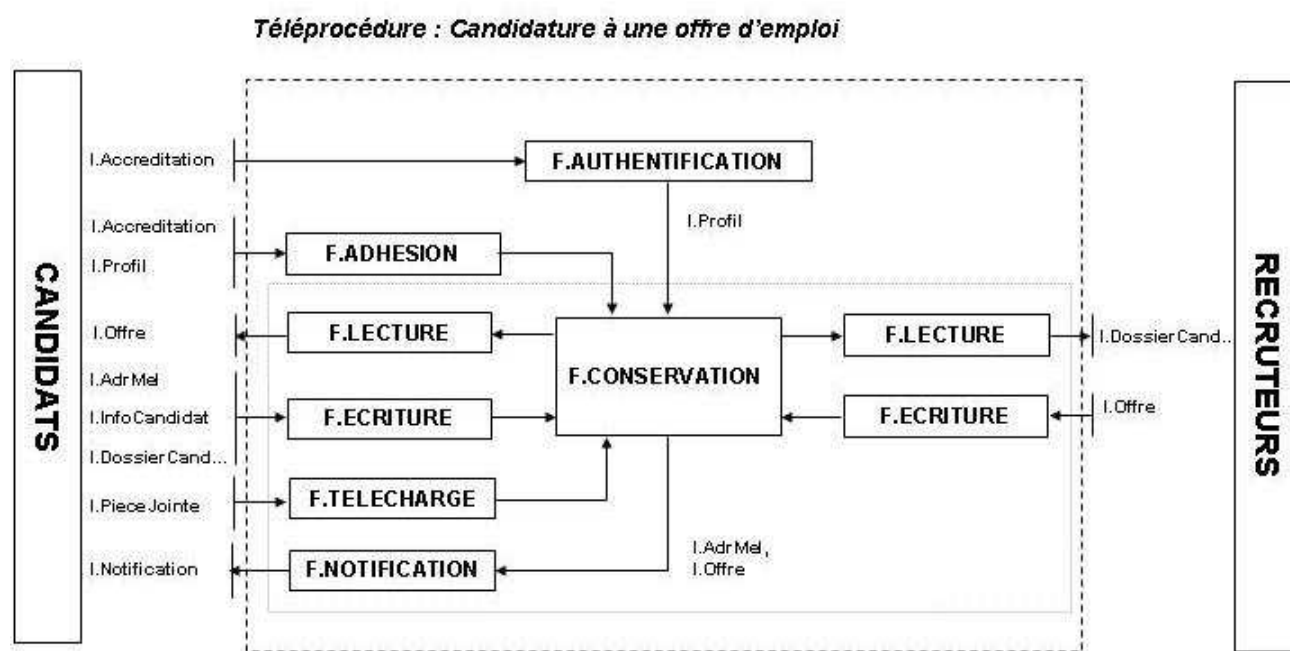 Téléprocédure : Candidature à une offre d'emploi
CANDIDATS
I.Accreditation
F.AUTHENTIFICATION
I.Profil
I.Accreditation
I.Profil
F.ADHESION
I.Offre
F.LECTURE
F.CONSERVATION
F.LECTURE
I.DossierCand...
I.AdrMel
I.InfoCandidat
I.DossierCand...
F.ECRITURE
F.ECRITURE
I.Offre
I.PieceJointe
F.TELECHARGE
I.Notification
F.NOTIFICATION
I.AdrMel,
I.Offre
RECRUTEURS